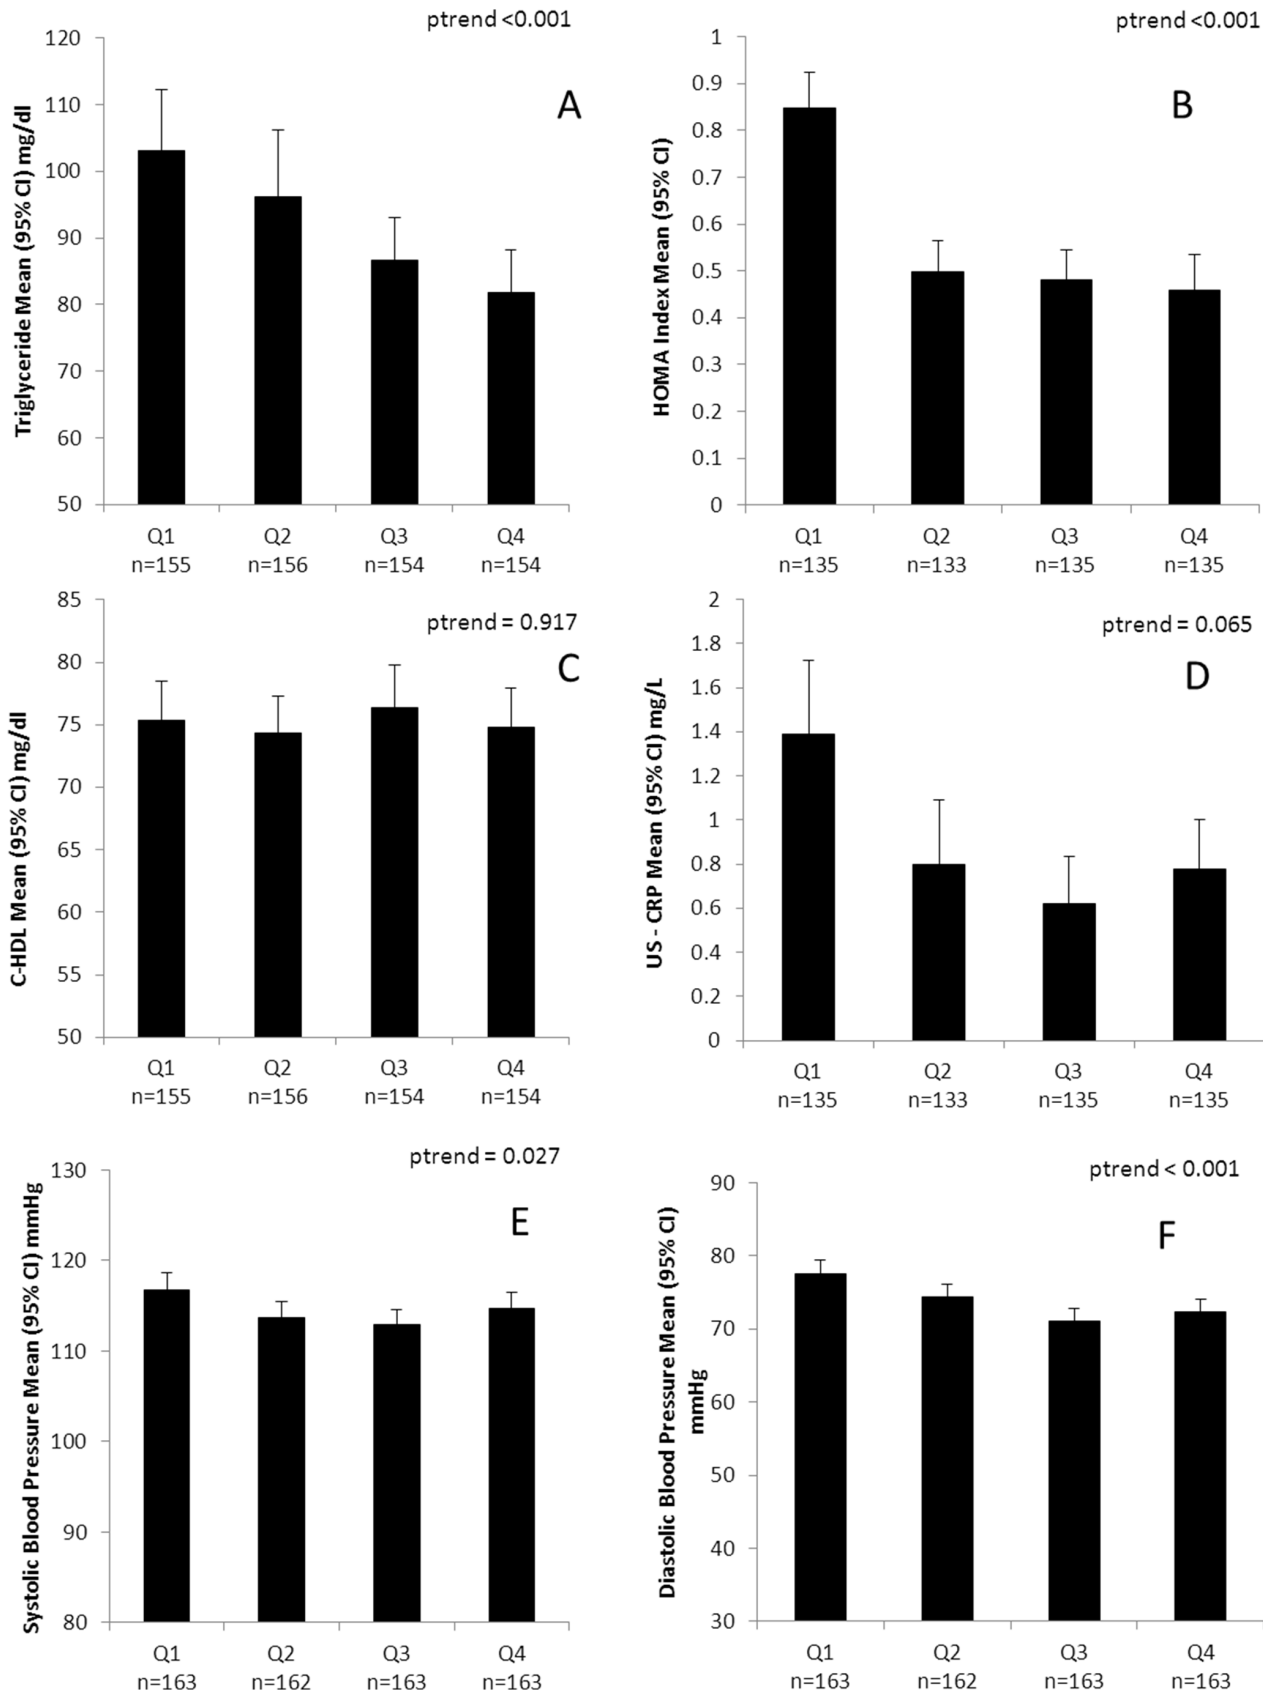 ptrend <0.001
A
Triglyceride Mean (95% CI) mg/dl
120
110
100
90
80
70
60
50
Q1 Q2 Q3 Q4
n=155 n=156 n=154 n=154
ptrend <0.001
B
HOMA Index Mean (95% CI)
1
0.9
0.8
0.7
0.6
0.5
0.4
0.3
0.2
0.1
0
Q1 Q2 Q3 Q4
n=135 n=133 n=135 n=135
ptrend = 0.917
C
C-HDL Mean (95% CI) mg/dl
85
80
75
70
65
60
55
50
Q1 Q2 Q3 Q4
n=155 n=156 n=154 n=154
ptrend = 0.065
D
US - CRP Mean (95% CI) mg/L
2
1.8
1.6
1.4
1.2
1
0.8
0.6
0.4
0.2
0
Q1 Q2 Q3 Q4
n=135 n=133 n=135 n=135
ptrend = 0.027
E
Systolic Blood Pressure Mean (95% CI) mmHg
130
120
110
100
90
80
Q1 Q2 Q3 Q4
n=163 n=162 n=163 n=163
ptrend < 0.001
F
Diastolic Blood Pressure Mean (95% CI)
mmHg
90
80
70
60
50
40
30
Q1 Q2 Q3 Q4
n=163 n=162 n=163 n=163